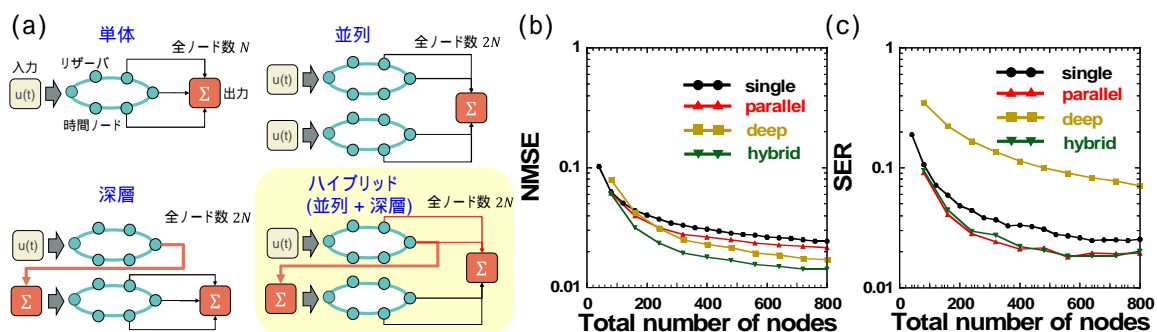 (a)
単体
全ノード数 N
入力
リザーバ
u(t)
Σ
出力
時間ノード
並列
全ノード数 2N
u(t)
u(t)
Σ
深層
全ノード数 2N
u(t)
Σ
Σ
ハイブリッド
(並列 + 深層)
全ノード数 2N
u(t)
Σ
Σ
(b)
1
0.1
0.01
NMSE
single
parallel
deep
hybrid
0 200 400 600 800
Total number of nodes
(c)
1
0.1
0.01
SER
single
parallel
deep
hybrid
0 200 400 600 800
Total number of nodes